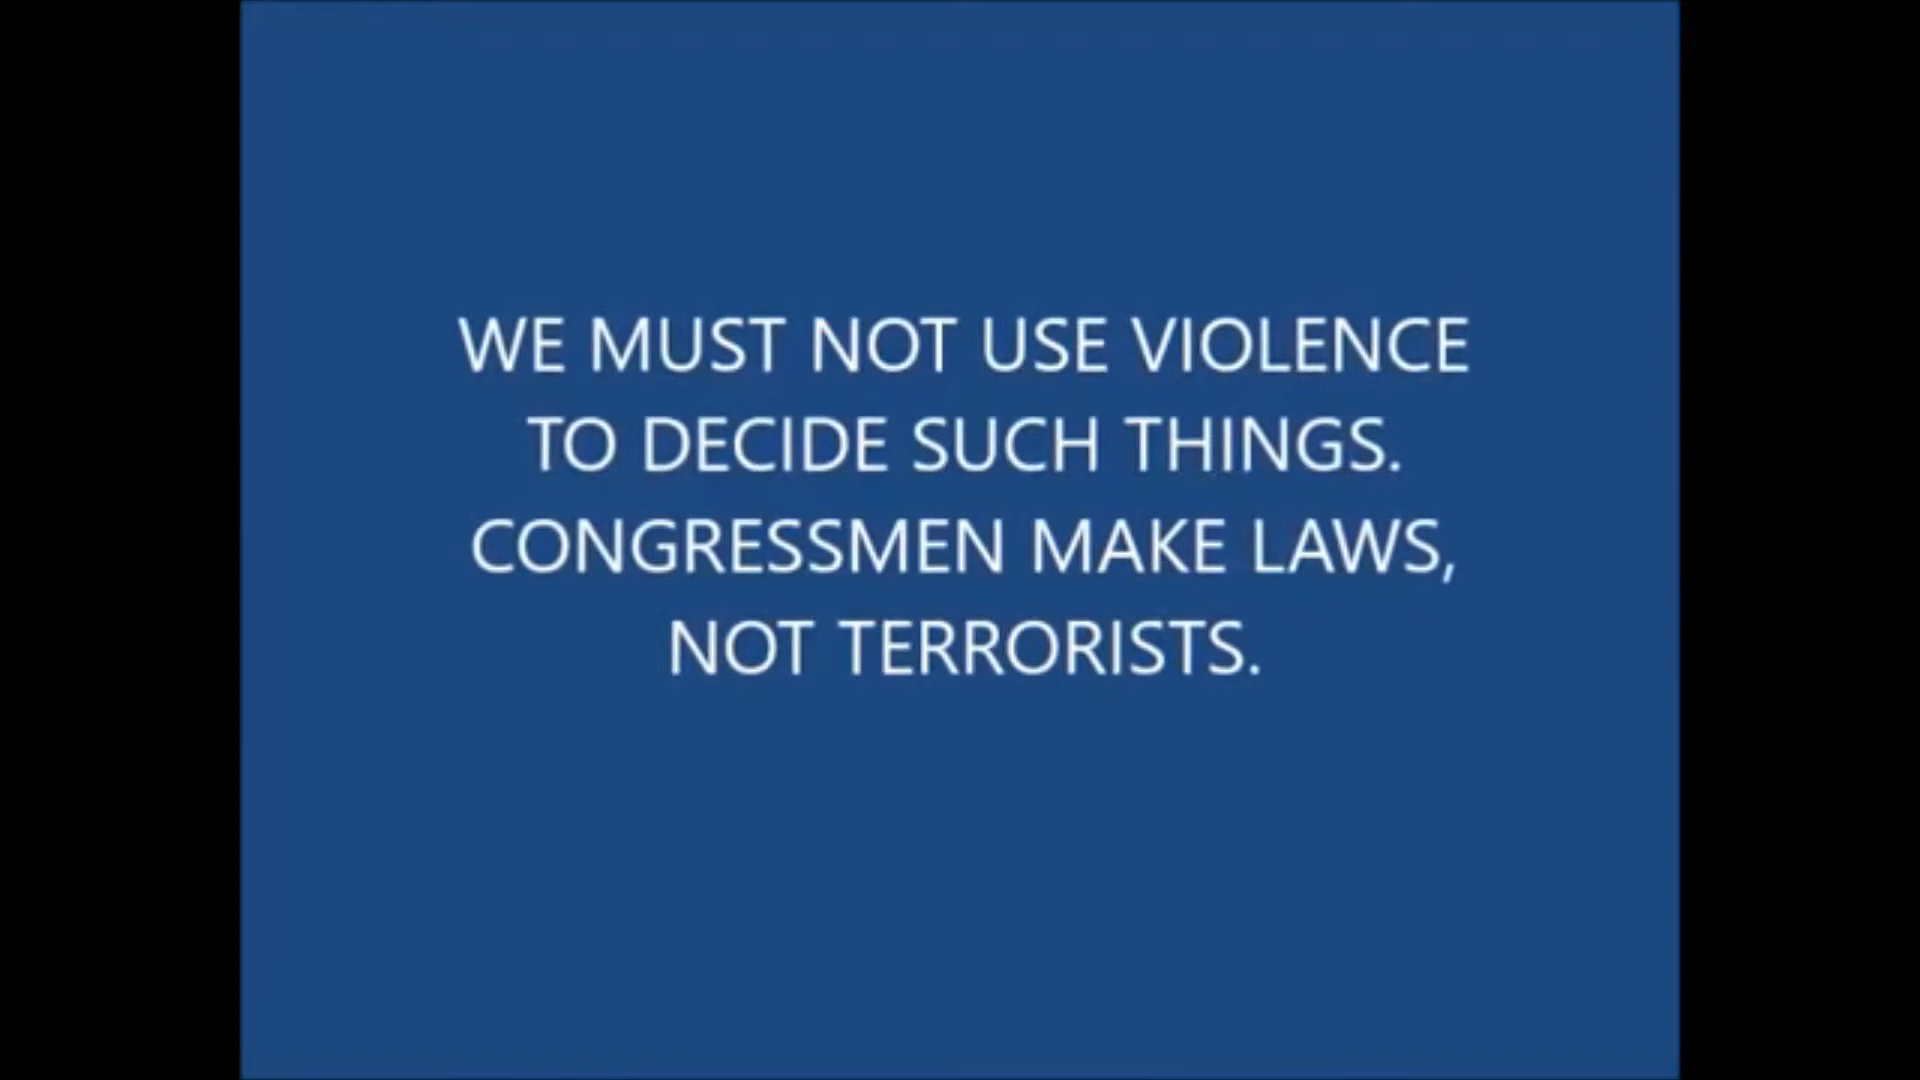 WE MUST NOT USE VIOLENCE
TO DECIDE SUCH THINGS.
CONGRESSMEN MAKE LAWS,
NOT TERRORISTS.